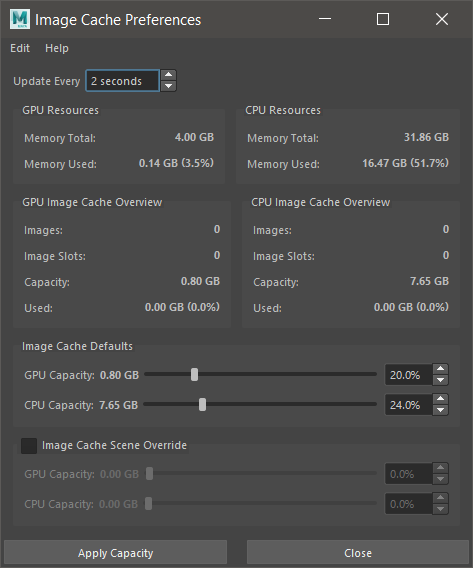 Image Cache Preferences
Edit Help
Update Every 2 seconds
GPU Resources
Memory Total: 4.00 GB
Memory Used: 0.14 GB (3.5%)
CPU Resources
Memory Total: 31.86 GB
Memory Used: 16.47 GB (51.7%)
GPU Image Cache Overview
Images: 0
Image Slots: 0
Capacity: 0.80 GB
Used: 0.00 GB (0.0%)
CPU Image Cache Overview
Images: 0
Image Slots: 0
Capacity: 7.65 GB
Used: 0.00 GB (0.0%)
Image Cache Defaults
GPU Capacity: 0.80 GB 20.0%
CPU Capacity: 7.65 GB 24.0%
Image Cache Scene Override
GPU Capacity: 0.00 GB 0.0%
CPU Capacity: 0.00 GB 0.0%
Apply Capacity Close